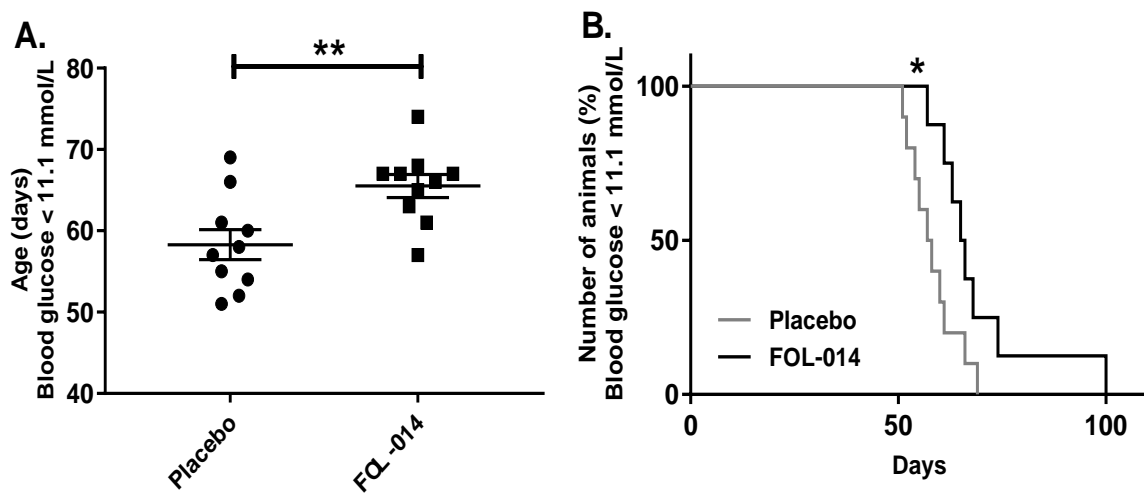 A.
**
Age (days)
Blood glucose < 11.1 mmol/L
80
70
60
50
40
Placebo
FOL-014
B.
*
Number of animals (%)
Blood glucose < 11.1 mmol/L
100
50
0
Placebo
FOL-014
0 50 100
Days